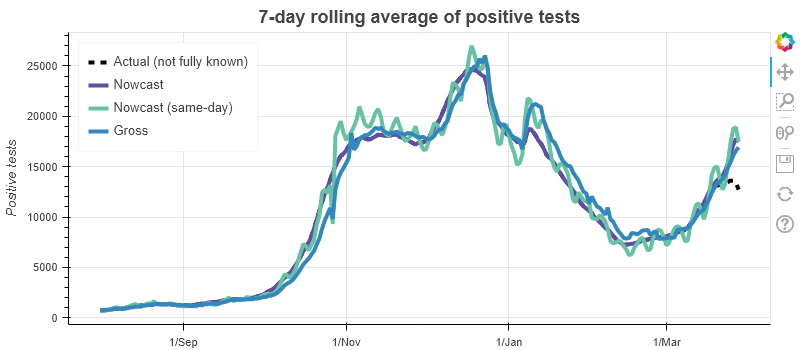 7-day rolling average of positive tests
Actual (not fully known)
Nowcast
Nowcast (same-day)
Gross
Positive tests
25000
20000
15000
10000
5000
0
1/Sep
1/Nov
1/Jan
1/Mar